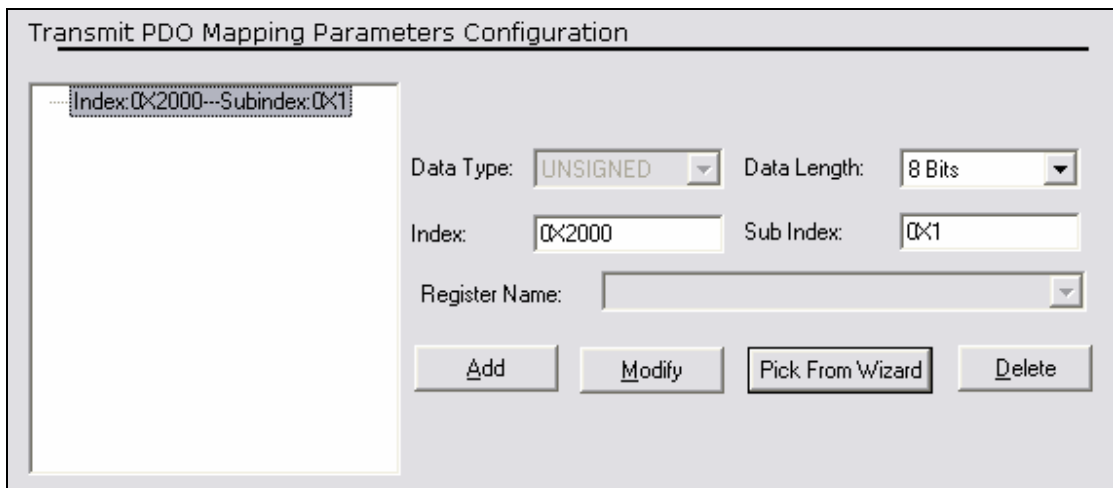 Transmit PDO Mapping Parameters Configuration
Index:0X2000---Subindex:0X1
Data Type: UNSIGNED Data Length: 8 Bits
Index: 0X2000 Sub Index: 0X1
Register Name:
Add Modify Pick From Wizard Delete